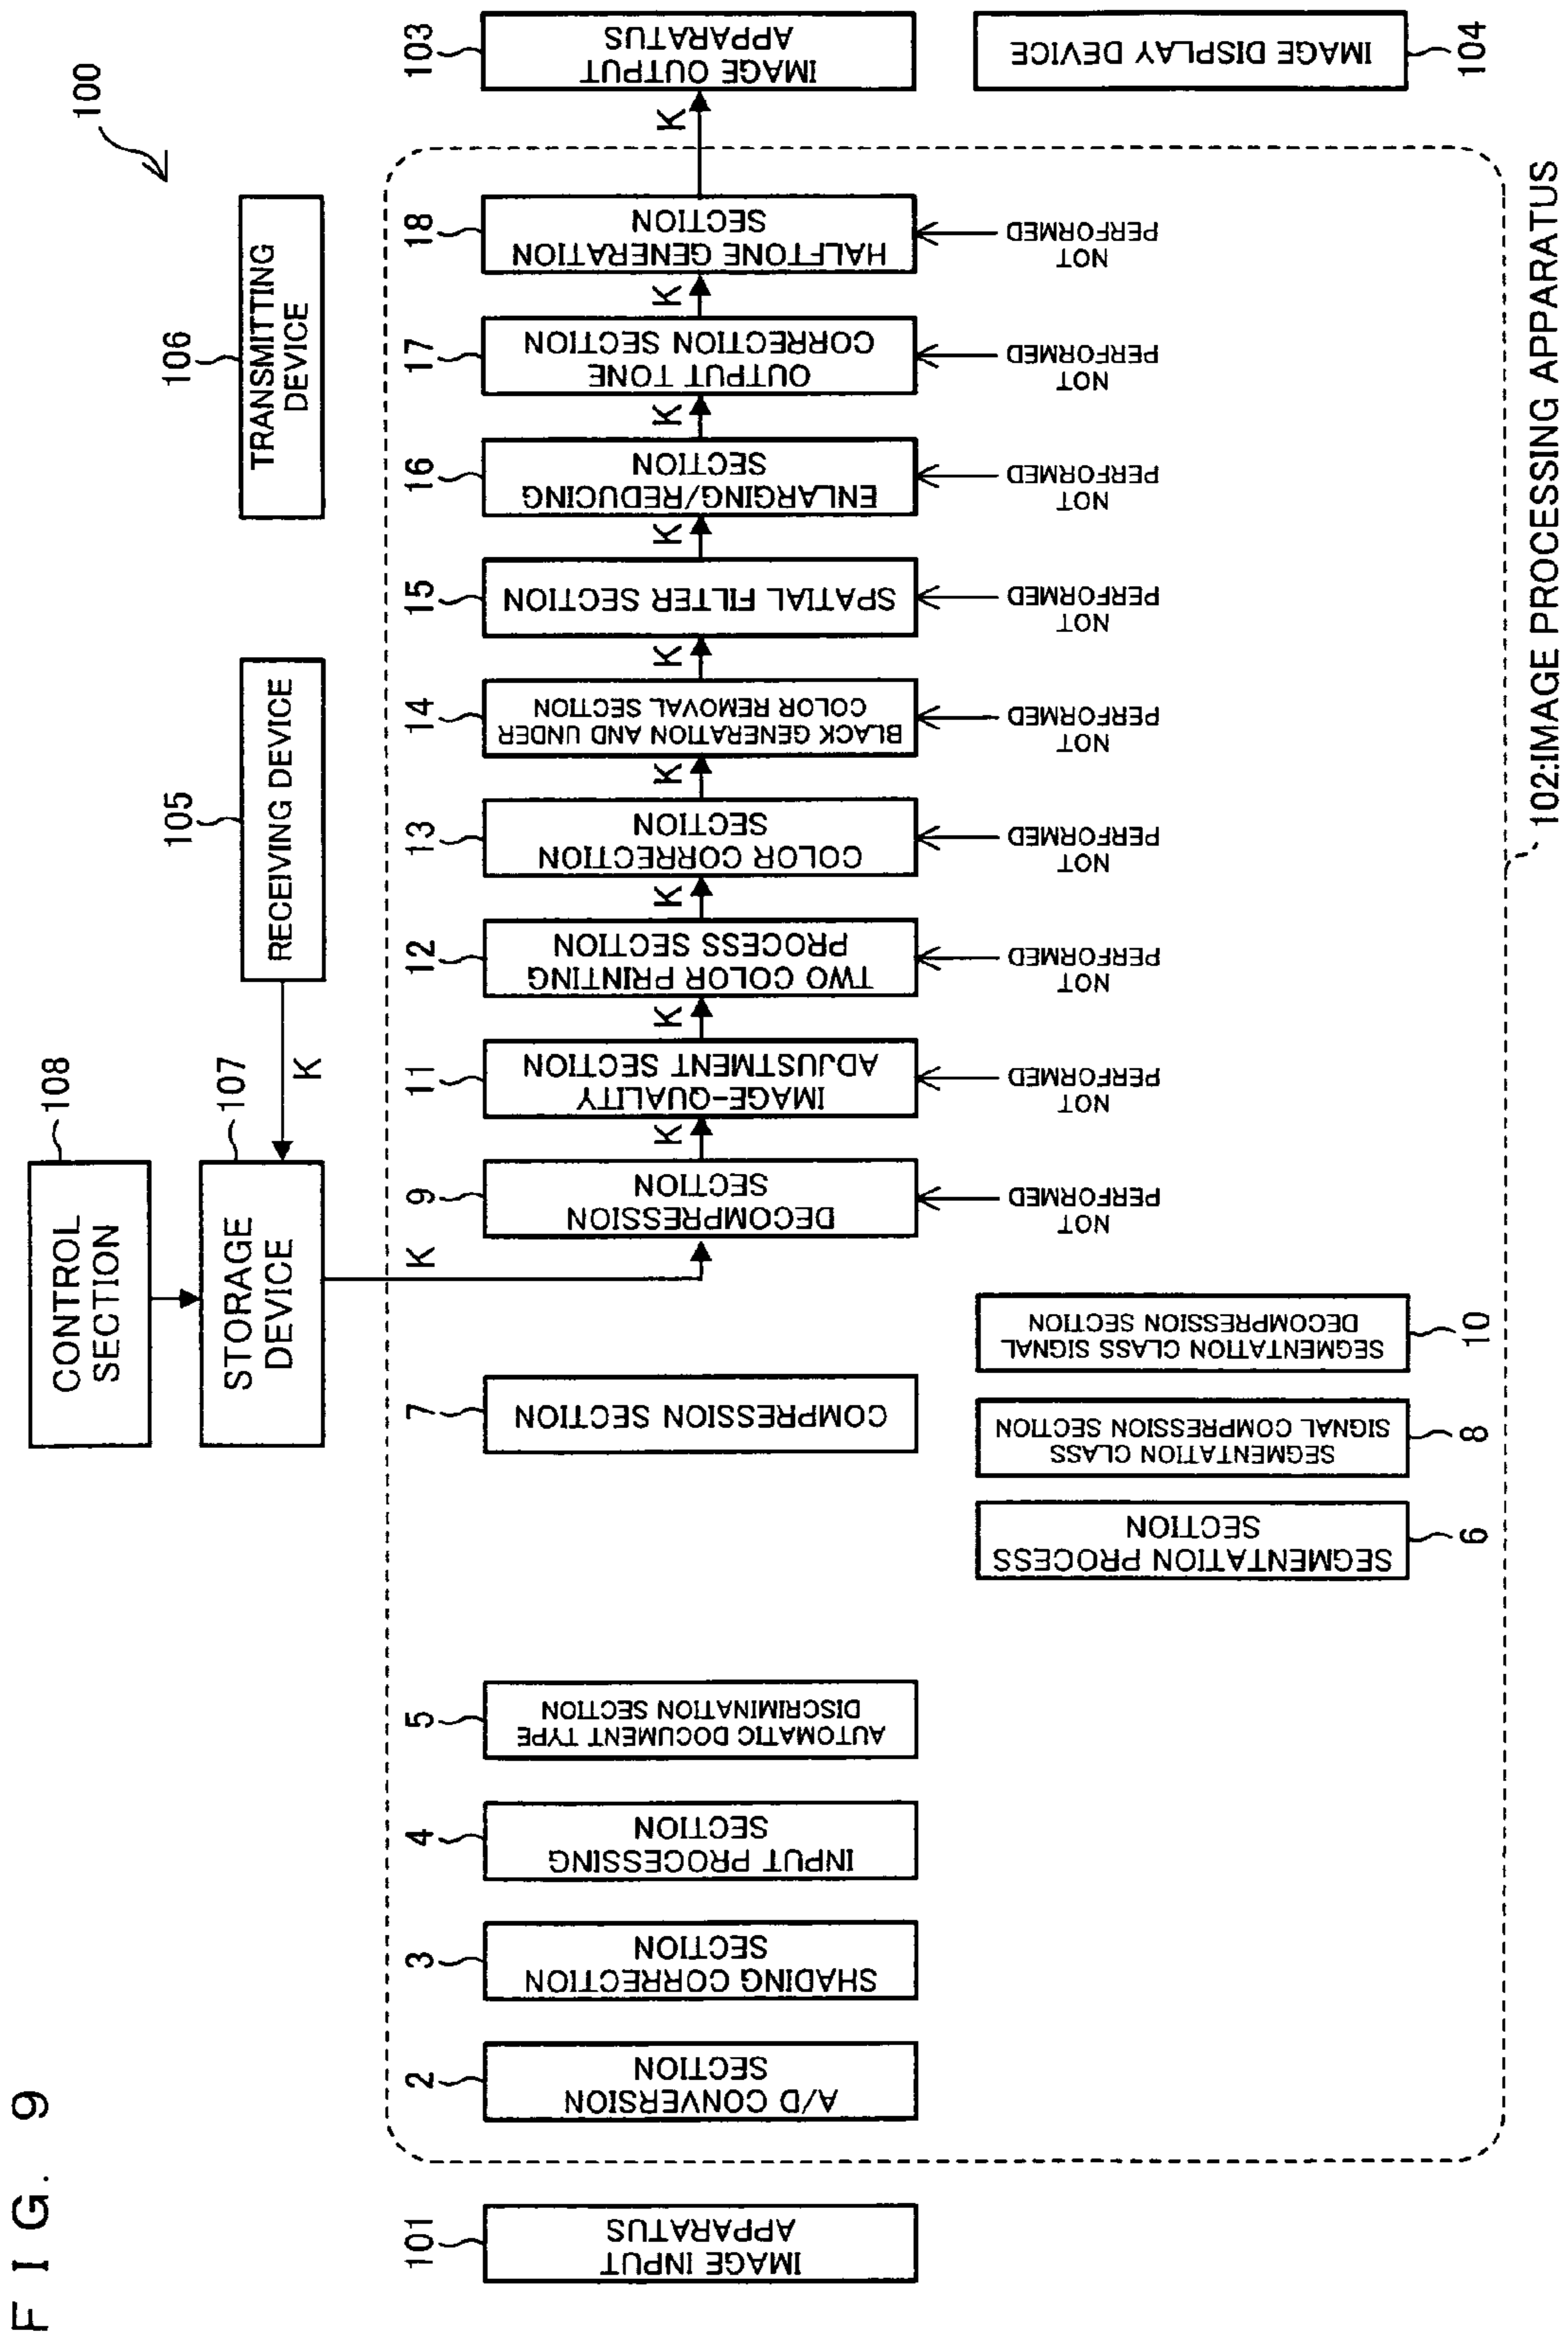 FIG. 9
100
CONTROL
SECTION
108
STORAGE
DEVICE
107
K
RECEIVING DEVICE
105
TRANSMITTING
DEVICE
106
IMAGE INPUT
APPARATUS
101
A/D CONVERSION
SECTION
2
SHADING CORRECTION
SECTION
3
INPUT PROCESSING
SECTION
4
AUTOMATIC DOCUMENT TYPE
DISCRIMINATION SECTION
5
COMPRESSION SECTION
7
K
DECOMPRESSION
SECTION
9
K
IMAGE-QUALITY
ADJUSTMENT SECTION
11
K
TWO COLOR PRINTING
PROCESS SECTION
12
K
COLOR CORRECTION
SECTION
13
K
BLACK GENERATION AND UNDER
COLOR REMOVAL SECTION
14
K
SPATIAL FILTER SECTION
15
K
ENLARGING/REDUCING
SECTION
16
K
OUTPUT TONE
CORRECTION SECTION
17
K
HALFTONE GENERATION
SECTION
18
K
IMAGE OUTPUT
APPARATUS
103
NOT
PERFORMED
NOT
PERFORMED
NOT
PERFORMED
NOT
PERFORMED
NOT
PERFORMED
NOT
PERFORMED
NOT
PERFORMED
NOT
PERFORMED
NOT
PERFORMED
SEGMENTATION PROCESS
SECTION
6
SEGMENTATION CLASS
SIGNAL COMPRESSION SECTION
8
SEGMENTATION CLASS SIGNAL
DECOMPRESSION SECTION
10
IMAGE DISPLAY DEVICE
104
102:IMAGE PROCESSING APPARATUS